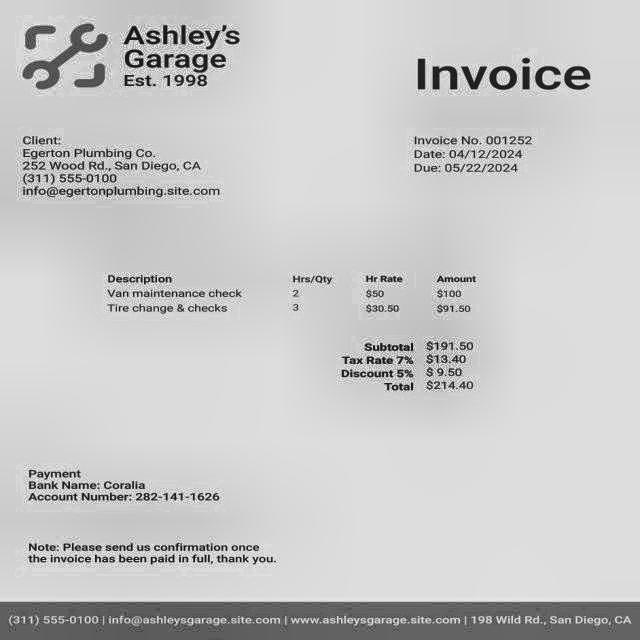 Ashley's
Garage
Est. 1998
Invoice
Client:
Egerton Plumbing Co.
252 Wood Rd., San Diego, CA
(311) 555-0100
info@egertonplumbing.site.com
Invoice No. 001252
Date: 04/12/2024
Due: 05/22/2024
Description Hrs/Qty Hr Rate Amount
Van maintenance check 2 $50 $100
Tire change & checks 3 $30.50 $91.50
Subtotal $191.50
Tax Rate 7% $13.40
Discount 5% $ 9.50
Total $214.40
Payment
Bank Name: Coralia
Account Number: 282-141-1626
Note: Please send us confirmation once
the invoice has been paid in full, thank you.
(311) 555-0100 | info@ashleysgarage.site.com | www.ashleysgarage.site.com | 198 Wild Rd., San Diego, CA